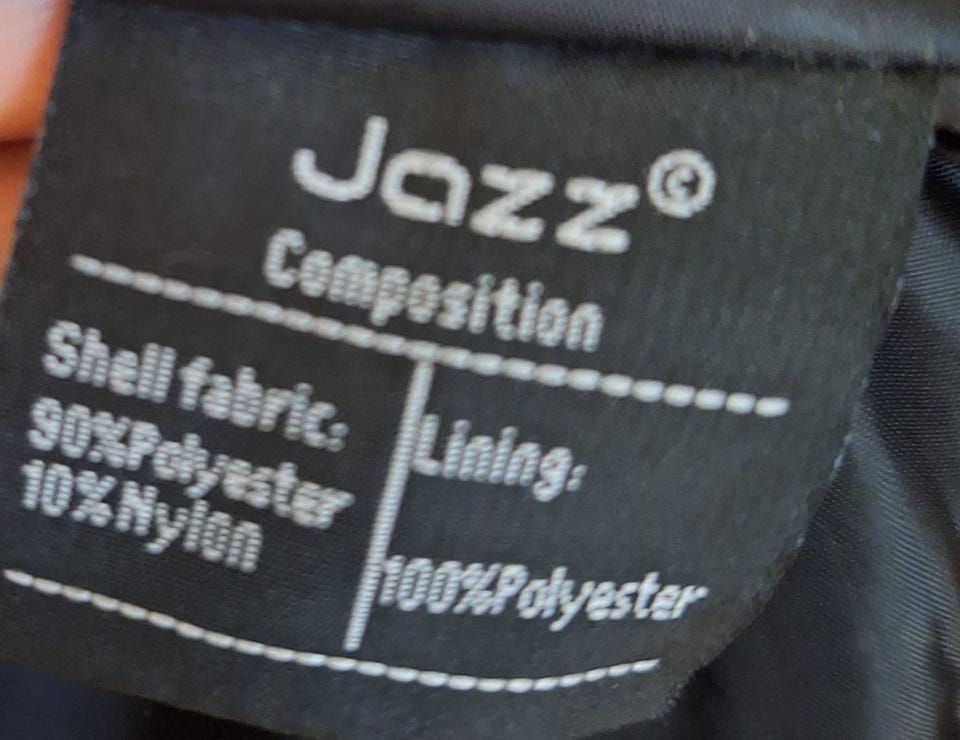 Jazz©
Composition
Shell fabric:
90%Polyester
10%Nylon
Lining:
100%Polyester